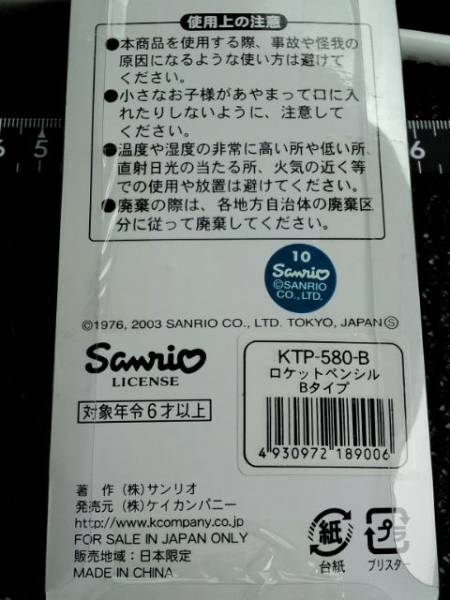 使用上の注意
●本商品を使用する際、事故や怪我の
原因になるような使い方は避けて
ください。
●小さなお子様があやまって口に入
れたりしないように、注意して
ください。
●温度や湿度の非常に高い所や低い所、
直射日光の当たる所、火気の近く等
での使用や放置は避けてください。
●廃棄の際は、各地方自治体の廃棄区
分に従って廃棄してください。
6 5
6
10
Sanrio
©SANRIO
CO., LTD.
©1976, 2003 SANRIO CO., LTD. TOKYO, JAPAN Ⓢ
Sanrio
LICENSE
対象年令6才以上
KTP-580-B
ロケットペンシル
Bタイプ
4 930972 189006
著 作 (株)サンリオ
発売元 (株)ケイカンパニー
http://www.kcompany.co.jp
FOR SALE IN JAPAN ONLY
販売地域:日本限定
MADE IN CHINA
紙
台紙
プラ
ブリスター